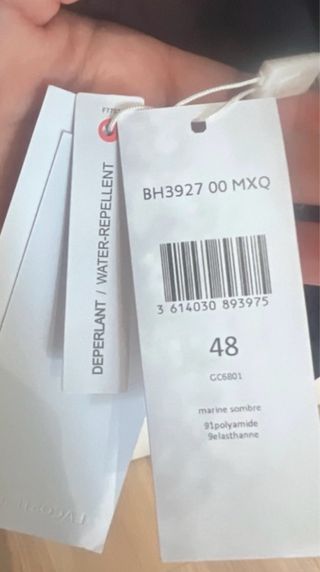 DEPERLANT / WATER-REPELLENT
BH3927 00 MXQ
3 614030 893975
48
GC6801
marine sombre
91polyamide
9elasthanne